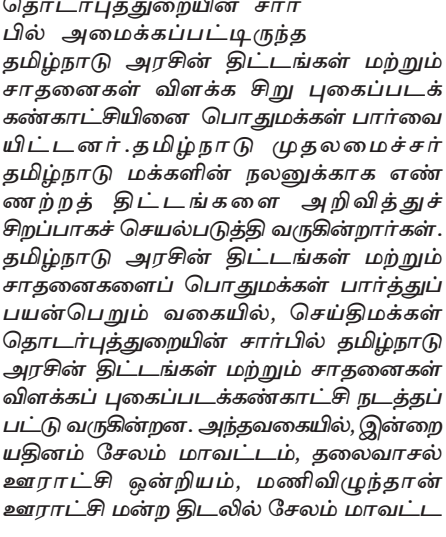 தொடர்புத்துறையின் சார்
பில் அமைக்கப்பட்டிருந்த
தமிழ்நாடு அரசின் திட்டங்கள் மற்றும்
சாதனைகள் விளக்க சிறு புகைப்படக்
கண்காட்சியினை பொதுமக்கள் பார்வை
யிட்டனர்.தமிழ்நாடு முதலமைச்சர்
தமிழ்நாடு மக்களின் நலனுக்காக எண்
ணற்றத் திட்டங்களை அறிவித்துச்
சிறப்பாகச் செயல்படுத்தி வருகின்றார்கள்.
தமிழ்நாடு அரசின் திட்டங்கள் மற்றும்
சாதனைகளைப் பொதுமக்கள் பார்த்துப்
பயன்பெறும் வகையில், செய்திமக்கள்
தொடர்புத்துறையின் சார்பில் தமிழ்நாடு
அரசின் திட்டங்கள் மற்றும் சாதனைகள்
விளக்கப் புகைப்படக்கண்காட்சி நடத்தப்
பட்டு வருகின்றன. அந்தவகையில்,இன்றை
யதினம் சேலம் மாவட்டம், தலைவாசல்
ஊராட்சி ஒன்றியம், மணிவிழுந்தான்
ஊராட்சி மன்ற திடலில் சேலம் மாவட்ட